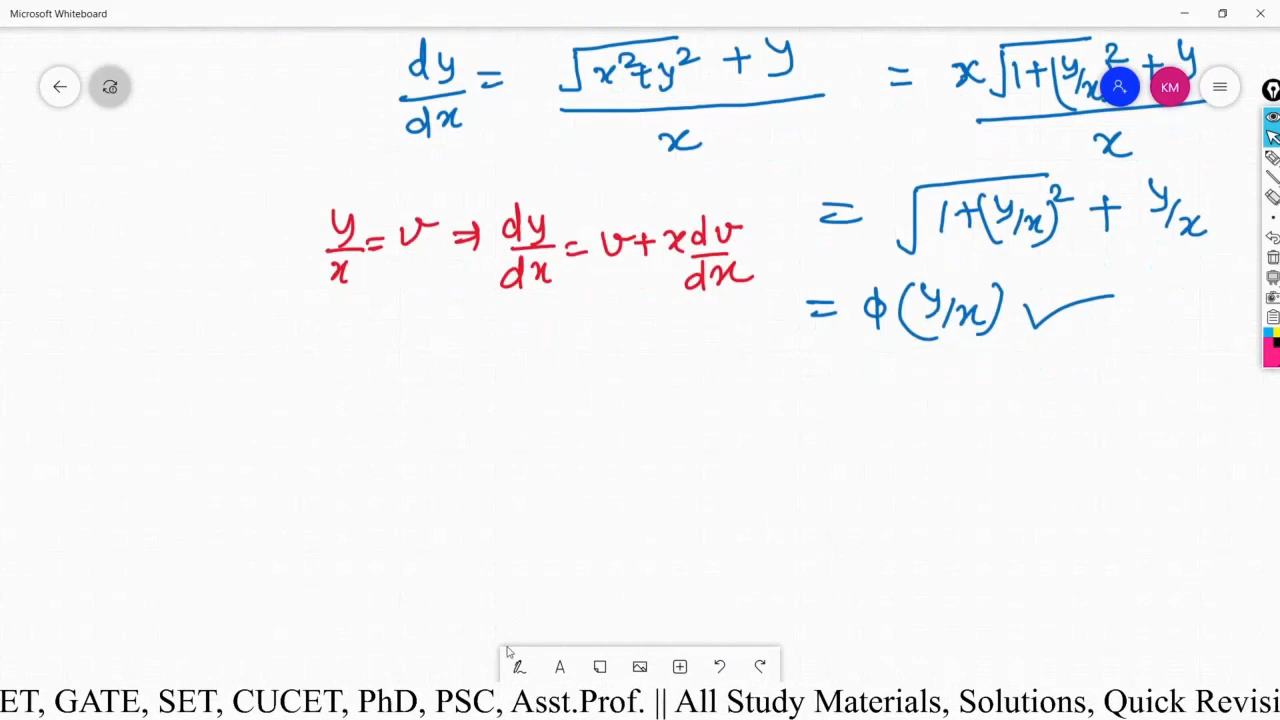 Microsoft Whiteboard
dy/dx = (√(x²+y²) + y)/x = (x√(1+(y/x)²) + y)/x
KM
= √(1+(y/x)²) + y/x
y/x = v ⇒ dy/dx = v + x dv/dx
= ϕ(y/x) ✓
A
ET, GATE, SET, CUCET, PhD, PSC, Asst.Prof. || All Study Materials, Solutions, Quick Revisi